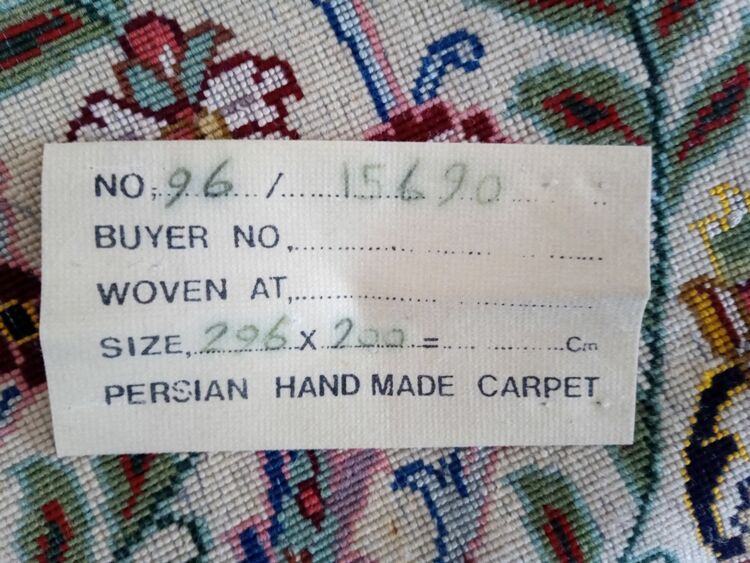 NO; 96 / 15690
BUYER NO,
WOVEN AT,
SIZE, 296 X 200 = Cm
PERSIAN HAND MADE CARPET